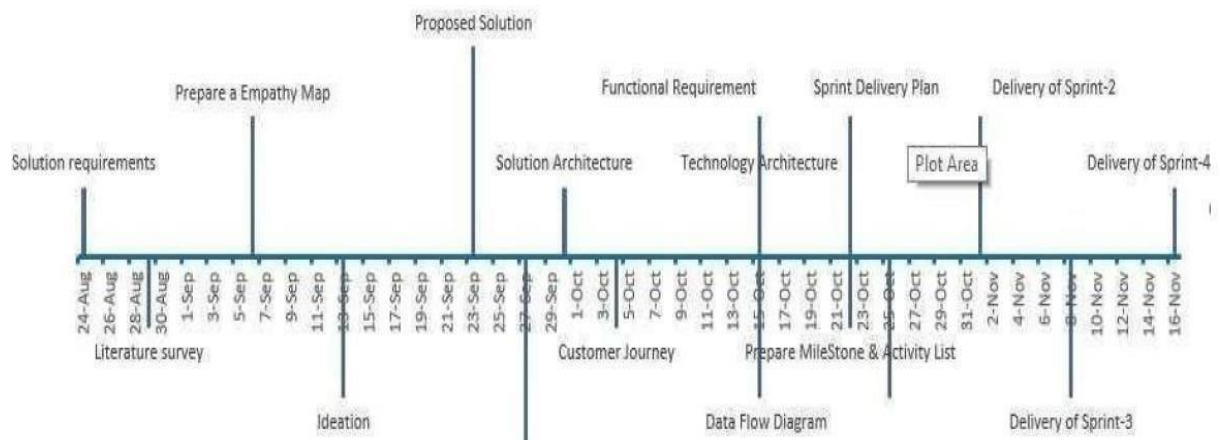 Proposed Solution
Functional Requirement
Sprint Delivery Plan
Delivery of Sprint-2
Prepare a Empathy Map
Solution requirements
Solution Architecture
Technology Architecture
Plot Area
Delivery of Sprint-4
24-Aug
26-Aug
28-Aug
30-Aug
1-Sep
3-Sep
5-Sep
7-Sep
9-Sep
11-Sep
13-Sep
15-Sep
17-Sep
19-Sep
21-Sep
23-Sep
25-Sep
27-Sep
29-Sep
1-Oct
3-Oct
5-Oct
7-Oct
9-Oct
11-Oct
13-Oct
15-Oct
17-Oct
19-Oct
21-Oct
23-Oct
25-Oct
27-Oct
29-Oct
31-Oct
2-Nov
4-Nov
6-Nov
8-Nov
10-Nov
12-Nov
14-Nov
16-Nov
Literature survey
Customer Journey
Prepare MileStone & Activity List
Ideation
Data Flow Diagram
Delivery of Sprint-3